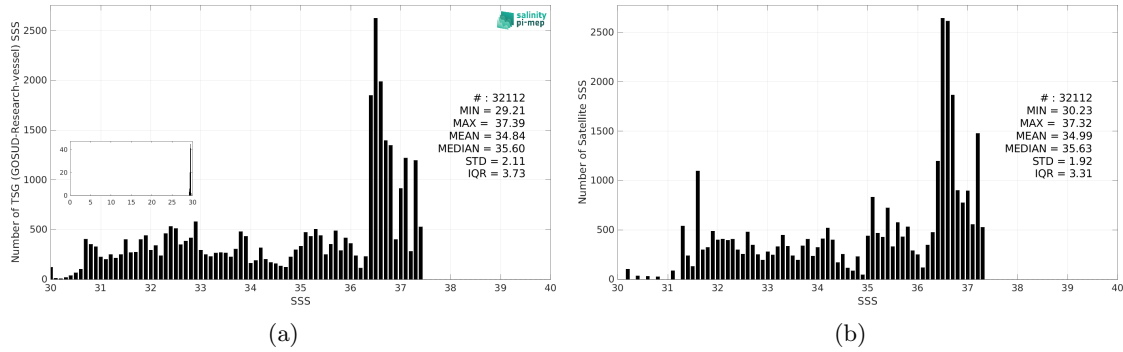 salinity
pi-mep
Number of TSG (GOSUD-Research-vessel) SSS
2500
2000
1500
1000
500
0
# : 32112
MIN = 29.21
MAX = 37.39
MEAN = 34.84
MEDIAN = 35.60
STD = 2.11
IQR = 3.73
40
20
0
0 5 10 15 20 25 30
30 31 32 33 34 35 36 37 38 39 40
SSS
(a)
Number of Satellite SSS
2500
2000
1500
1000
500
0
# : 32112
MIN = 30.23
MAX = 37.32
MEAN = 34.99
MEDIAN = 35.63
STD = 1.92
IQR = 3.31
30 31 32 33 34 35 36 37 38 39 40
SSS
(b)